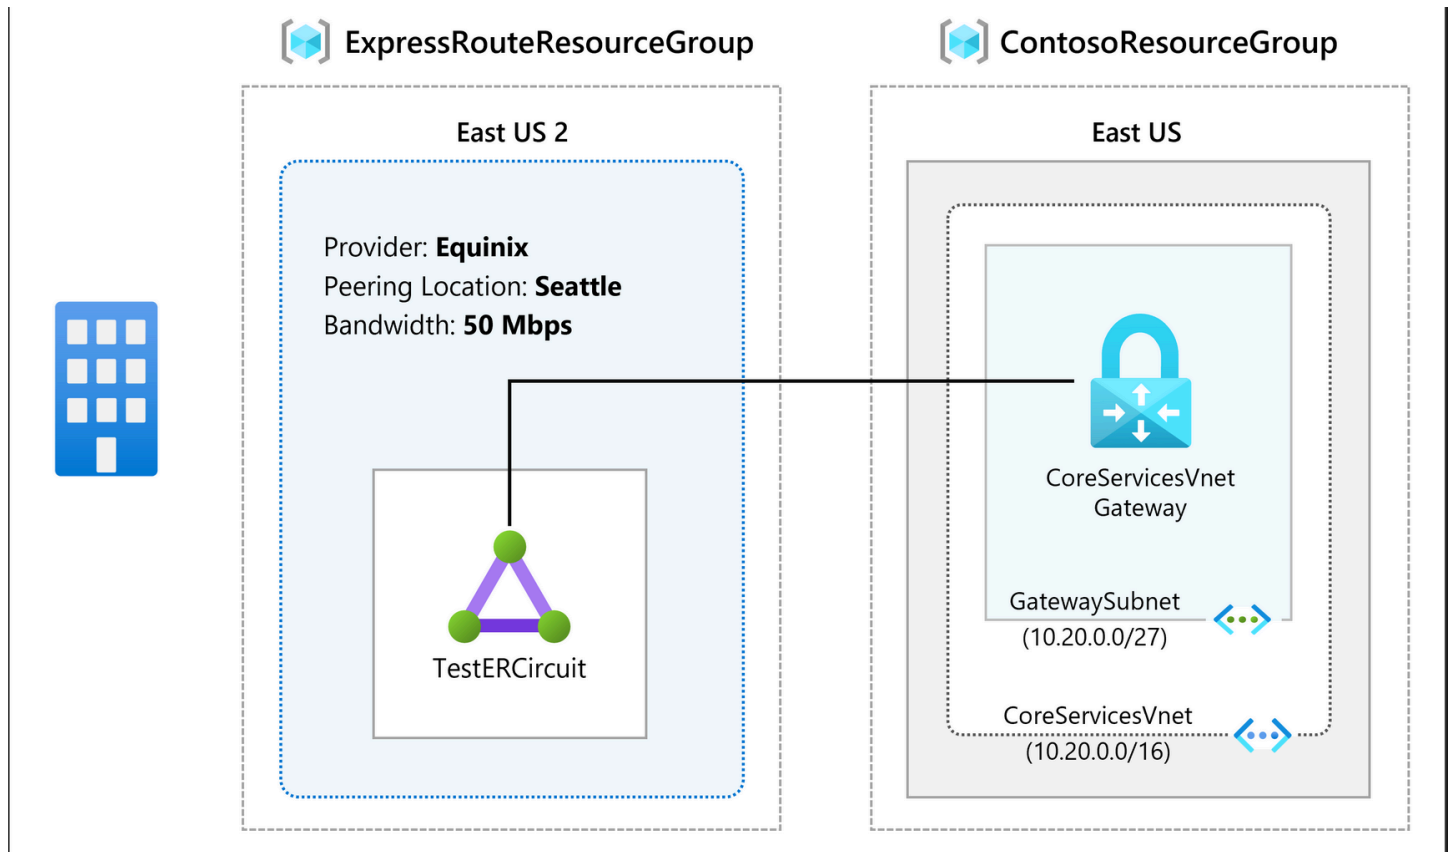 ExpressRouteResourceGroup
East US 2
Provider: Equinix
Peering Location: Seattle
Bandwidth: 50 Mbps
TestERCircuit
ContosoResourceGroup
East US
CoreServicesVnet
Gateway
GatewaySubnet
(10.20.0.0/27)
CoreServicesVnet
(10.20.0.0/16)